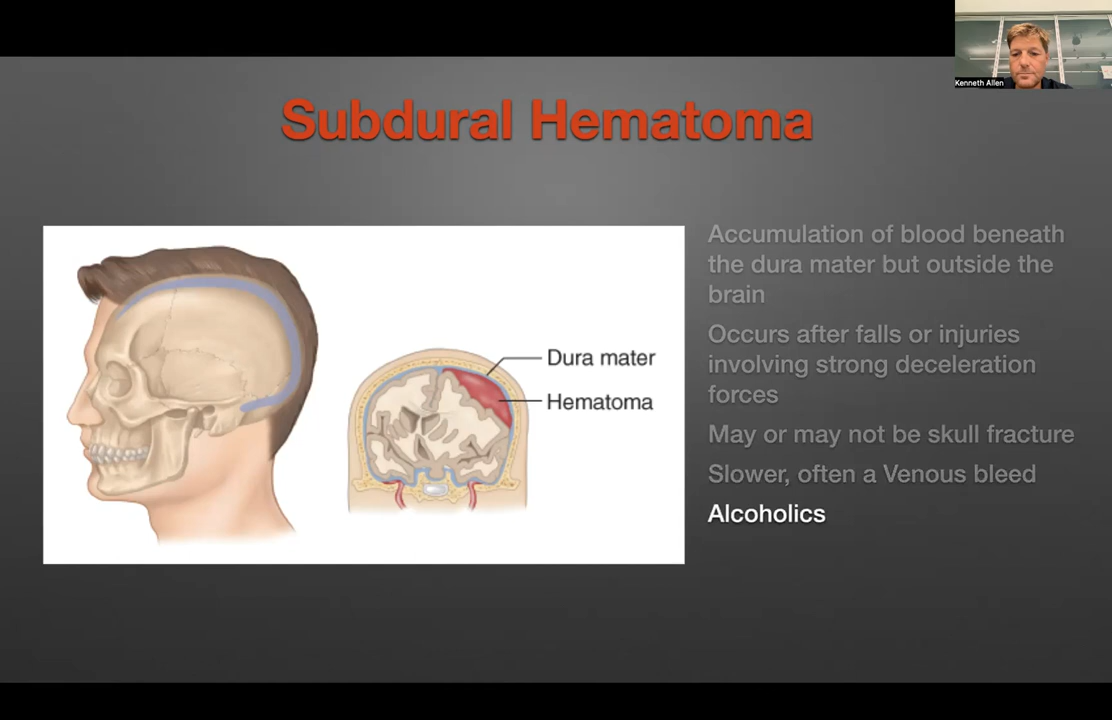 Kenneth Allen
Subdural Hematoma
Accumulation of blood beneath
the dura mater but outside the
brain
Occurs after falls or injuries
involving strong deceleration
forces
May or may not be skull fracture
Slower, often a Venous bleed
Alcoholics
Dura mater
Hematoma